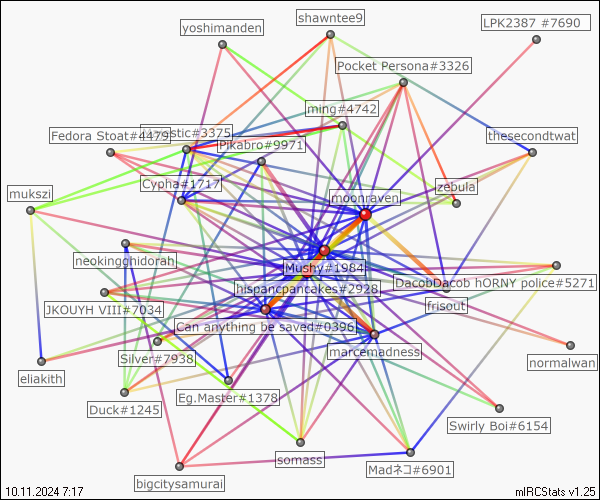 shawntee9
LPK2387 #7690
yoshimanden
Pocket Persona#3326
ming#4742
Fedora Stoat#4479
stic#3375
thesecondtwat
Pikabro#9971
Cypha#1717
zebula
mukszi
moonraven
neokingghidorah
Mushy#1984
DacobDacob hORNY police#5271
hispancpancakes#2928
JKOUYH VIII#7034
frisout
Can anything be saved#0396
marcemadness
Silver#7938
normalwan
eliakith
Eg.Master#1378
Duck#1245
Swirly Boi#6154
somass
Madネコ#6901
bigcitysamurai
10.11.2024 7:17
mIRCStats v1.25